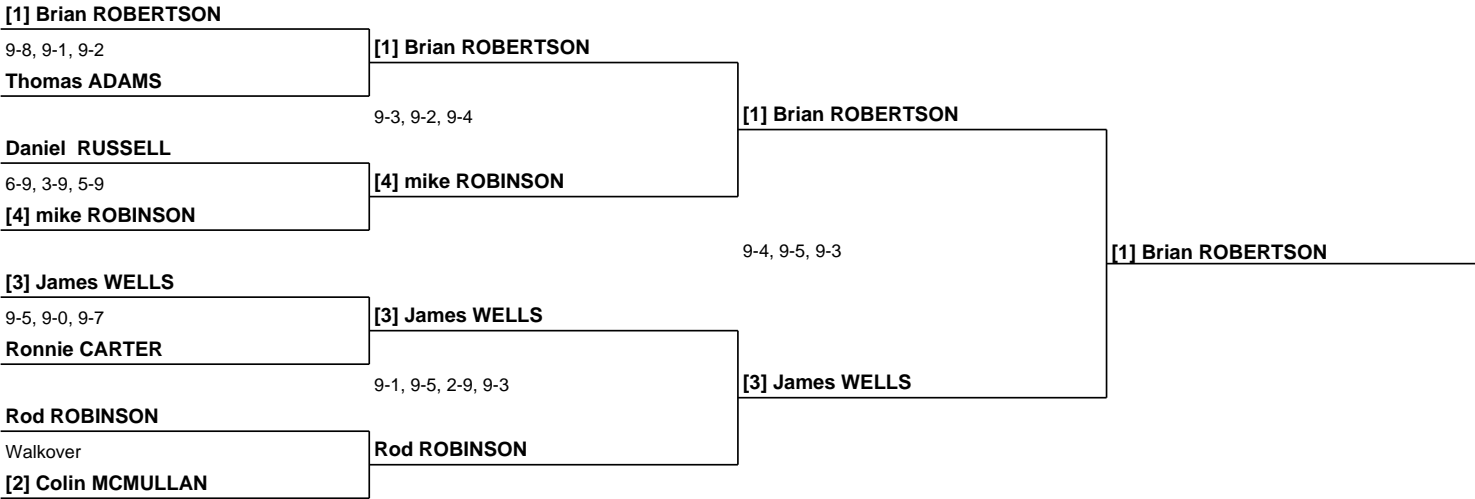 [1] Brian ROBERTSON
9-8, 9-1, 9-2
[1] Brian ROBERTSON
Thomas ADAMS
9-3, 9-2, 9-4
[1] Brian ROBERTSON
Daniel  RUSSELL
6-9, 3-9, 5-9
[4] mike ROBINSON
[4] mike ROBINSON
9-4, 9-5, 9-3
[1] Brian ROBERTSON
[3] James WELLS
9-5, 9-0, 9-7
[3] James WELLS
Ronnie CARTER
9-1, 9-5, 2-9, 9-3
[3] James WELLS
Rod ROBINSON
Walkover
Rod ROBINSON
[2] Colin MCMULLAN